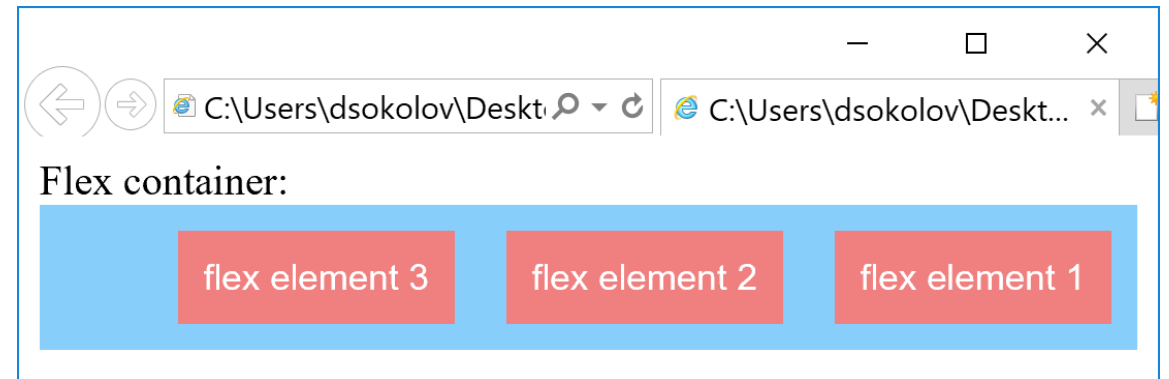 C:\Users\dsokolov\Deskt
C:\Users\dsokolov\Deskt...
Flex container:
flex element 3
flex element 2
flex element 1